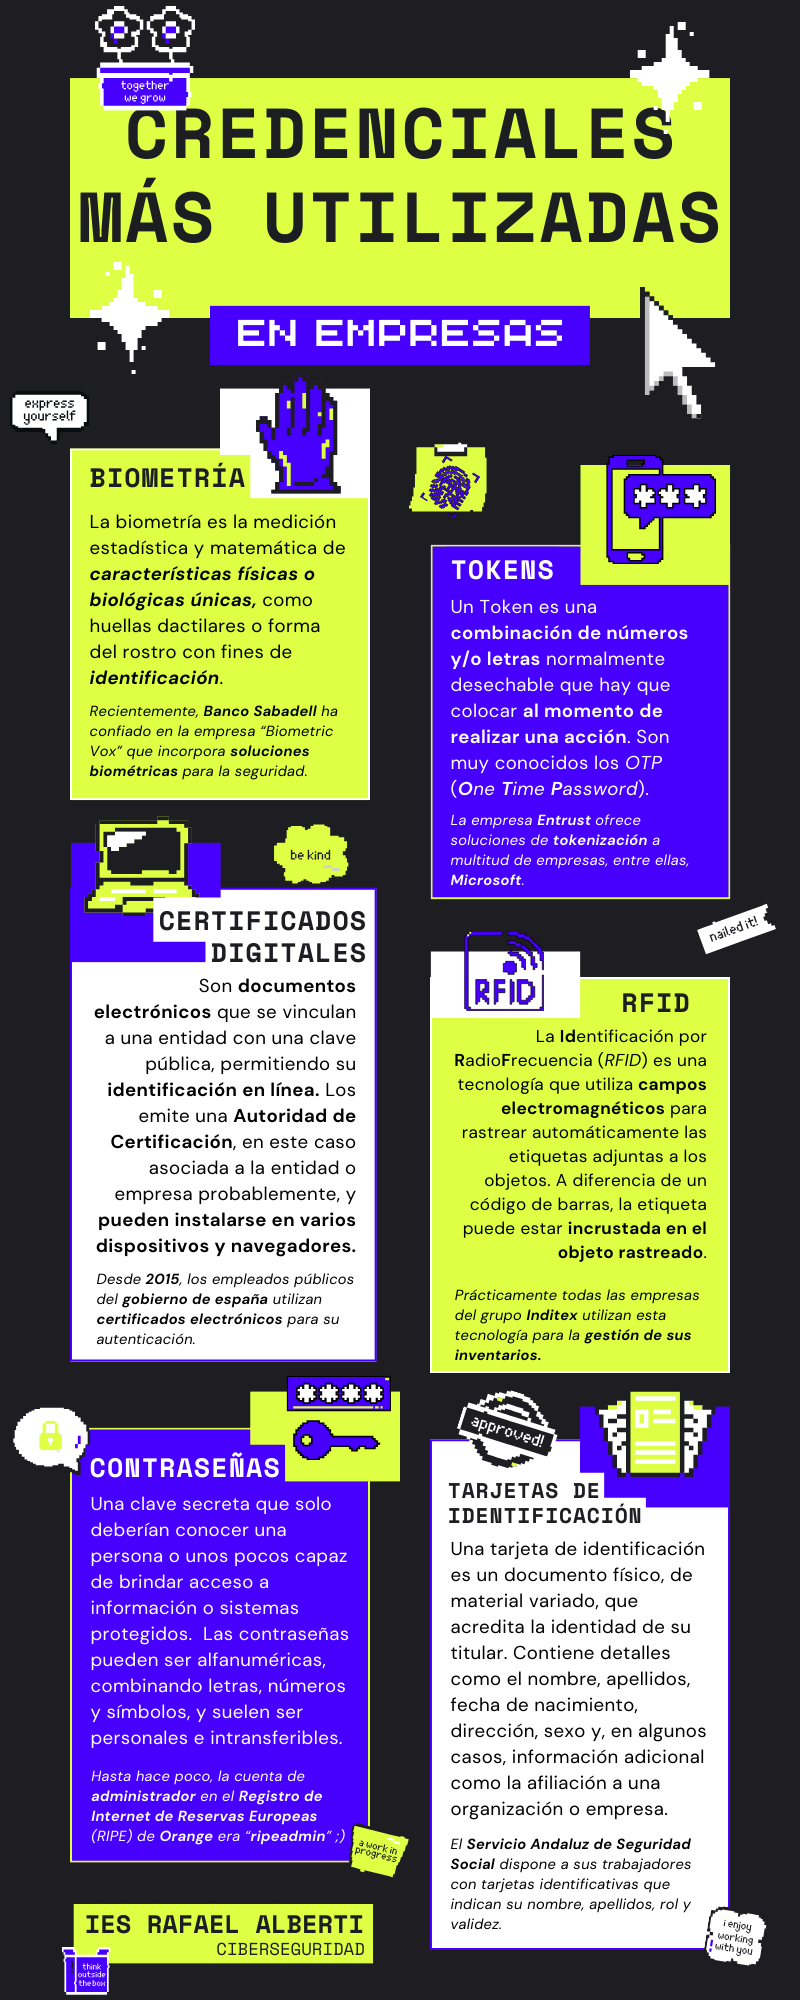 together
we grow
CREDENCIALES
MÁS UTILIZADAS
EN EMPRESAS
express
yourself
BIOMETRÍA
La biometría es la medición
estadística y matemática de
características físicas o
biológicas únicas, como
huellas dactilares o forma
del rostro con fines de
identificación.
Recientemente, Banco Sabadell ha
confiado en la empresa “Biometric
Vox” que incorpora soluciones
biométricas para la seguridad.
TOKENS
Un Token es una
combinación de números
y/o letras normalmente
desechable que hay que
colocar al momento de
realizar una acción. Son
muy conocidos los OTP
(One Time Password).
La empresa Entrust ofrece
soluciones de tokenización a
multitud de empresas, entre ellas,
Microsoft.
be kind
CERTIFICADOS
DIGITALES
Son documentos
electrónicos que se vinculan
a una entidad con una clave
pública, permitiendo su
identificación en línea. Los
emite una Autoridad de
Certificación, en este caso
asociada a la entidad o
empresa probablemente, y
pueden instalarse en varios
dispositivos y navegadores.
Desde 2015, los empleados públicos
del gobierno de españa utilizan
certificados electrónicos para su
autenticación.
nailed it!
RFID
RFID
La Identificación por
RadioFrecuencia (RFID) es una
tecnología que utiliza campos
electromagnéticos para
rastrear automáticamente las
etiquetas adjuntas a los
objetos. A diferencia de un
código de barras, la etiqueta
puede estar incrustada en el
objeto rastreado.
Prácticamente todas las empresas
del grupo Inditex utilizan esta
tecnología para la gestión de sus
inventarios.
CONTRASEÑAS
Una clave secreta que solo
deberían conocer una
persona o unos pocos capaz
de brindar acceso a
información o sistemas
protegidos. Las contraseñas
pueden ser alfanuméricas,
combinando letras, números
y símbolos, y suelen ser
personales e intransferibles.
Hasta hace poco, la cuenta de
administrador en el Registro de
Internet de Reservas Europeas
(RIPE) de Orange era “ripeadmin” ;)
a work in
progress
approved!
TARJETAS DE
IDENTIFICACIÓN
Una tarjeta de identificación
es un documento físico, de
material variado, que
acredita la identidad de su
titular. Contiene detalles
como el nombre, apellidos,
fecha de nacimiento,
dirección, sexo y, en algunos
casos, información adicional
como la afiliación a una
organización o empresa.
El Servicio Andaluz de Seguridad
Social dispone a sus trabajadores
con tarjetas identificativas que
indican su nombre, apellidos, rol y
validez.
i enjoy
working
with you
IES RAFAEL ALBERTI
CIBERSEGURIDAD
think
outside
the box